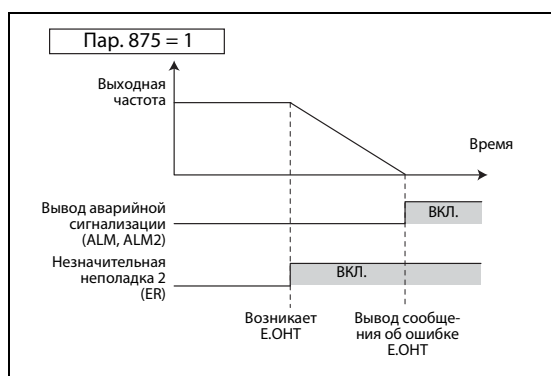 Пар. 875 = 1
Выходная
частота
Время
Вывод аварийной
сигнализации
(ALM, ALM2)
ВКЛ.
Незначительная
неполадка 2
(ER)
ВКЛ.
Возникает
E.OHT
Вывод сообще-
ния об ошибке
E.OHT